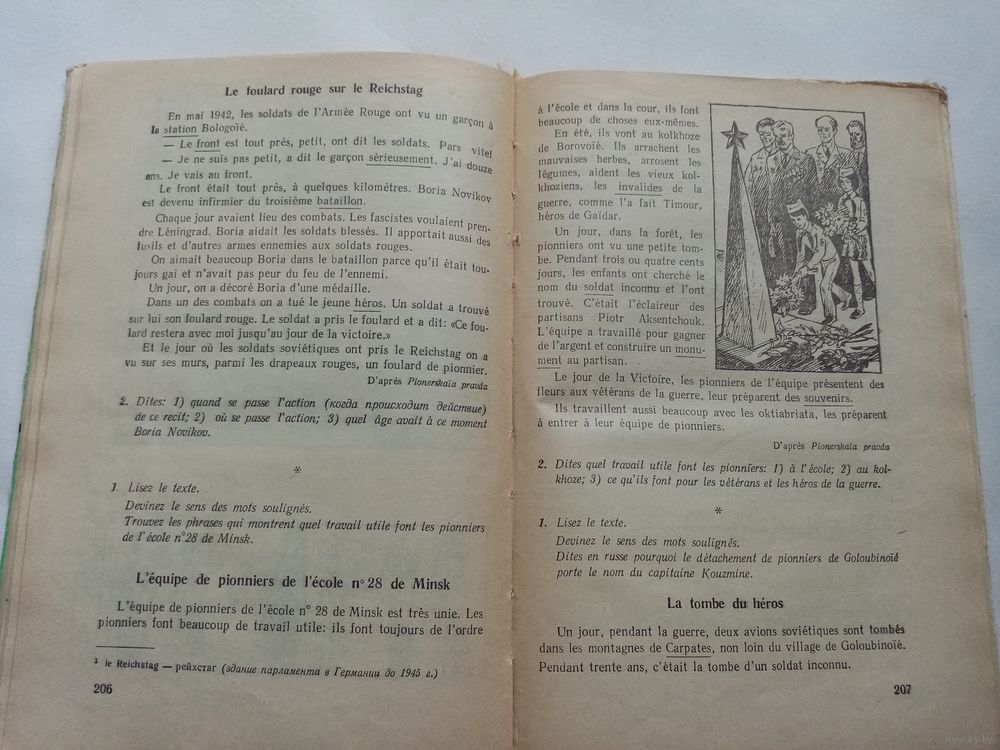 Le foulard rouge sur le Reichstag
En mai 1942, les soldats de l'Armée Rouge ont vu un garçon à
la station Bologoïé.
— Le front est tout prés, petit, ont dit les soldats. Pars vite!
— Je ne suis pas petit, a dit le garçon sérieusement. J'ai douze
ans. Je vais au front.
Le front était tout prés, à quelques kilomètres. Boria Novikov
est devenu infirmier du troisième bataillon.
Chaque jour avaient lieu des combats. Les fascistes voulaient pren-
dre Léningrad. Boria aidait les soldats blessés. Il apportait aussi des
fusils et d'autres armes ennemies aux soldats rouges.
On aimait beaucoup Boria dans le bataillon parce qu'il était tou-
jours gai et n'avait pas peur du feu de l'ennemi.
Un jour, on a décoré Boria d'une médaille.
Dans un des combats on a tué le jeune héros. Un soldat a trouvé
sur lui son foulard rouge. Le soldat a pris le foulard et a dit: «Ce fou-
lard restera avec moi jusqu'au jour de la victoire.»
Et le jour où les soldats soviétiques ont pris le Reichstag on a
vu sur ses murs, parmi les drapeaux rouges, un foulard de pionnier.
D'après Pionerskaïa pravda
2. Dites: 1) quand se passe l'action (когда происходит действие)
de ce recit; 2) où se passe l'action; 3) quel âge avait à ce moment
Boria Novikov.
*
1. Lisez le texte.
Devinez le sens des mots soulignés.
Trouvez les phrases qui montrent quel travail utile font les pionniers
de l'école n°28 de Minsk.
L'équipe de pionniers de l'école n° 28 de Minsk
L'équipe de pionniers de l'école n° 28 de Minsk est très unie. Les
pionniers font beaucoup de travail utile: ils font toujours de l'ordre
¹ le Reichstag — рейхстаг (здание парламента в Германии до 1945 г.)
206
à l'école et dans la cour, ils font
beaucoup de choses eux-mêmes.
En été, ils vont au kolkhoze
de Borovoïé. Ils arrachent les
mauvaises herbes, arrosent les
légumes, aident les vieux kol-
khoziens, les invalides de la
guerre, comme l'a fait Timour,
héros de Gaïdar.
Un jour, dans la forêt, les
pionniers ont vu une petite tom-
be. Pendant trois ou quatre cents
jours, les enfants ont cherché le
nom du soldat inconnu et l'ont
trouvé. C'était l'éclaireur des
partisans Piotr Aksentchouk.
L'équipe a travaillé pour gagner
de l'argent et construire un monu-
ment au partisan.
Le jour de la Victoire, les pionniers de l'équipe présentent des
fleurs aux vétérans de la guerre, leur préparent des souvenirs.
Ils travaillent aussi beaucoup avec les oktiabriata, les préparent
à entrer à leur équipe de pionniers.
D'après Pionerskaïa pravda
2. Dites quel travail utile font les pionniers: 1) à l'école; 2) au kol-
khoze; 3) ce qu'ils font pour les vétérans et les héros de la guerre.
*
1. Lisez le texte.
Devinez le sens des mots soulignés.
Dites en russe pourquoi le détachement de pionniers de Goloubinoïé
porte le nom du capitaine Kouzmine.
La tombe du héros
Un jour, pendant la guerre, deux avions soviétiques sont tombés
dans les montagnes de Carpates, non loin du village de Goloubinoïé.
Pendant trente ans, c'était la tombe d'un soldat inconnu.
207
www.ay.by